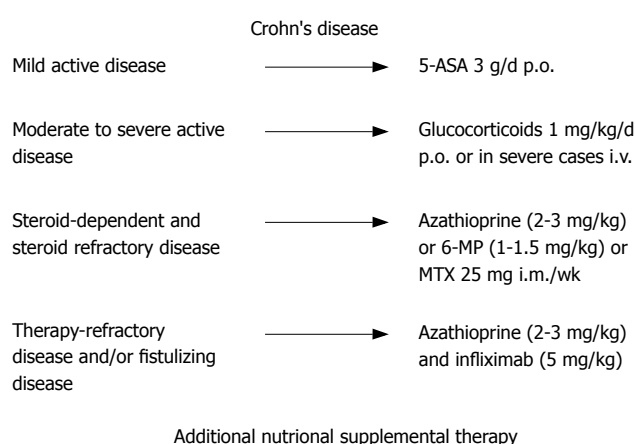 Crohn's disease
Mild active disease
5-ASA 3 g/d p.o.
Moderate to severe active
disease
Glucocorticoids 1 mg/kg/d
p.o. or in severe cases i.v.
Steroid-dependent and
steroid refractory disease
Azathioprine (2-3 mg/kg)
or 6-MP (1-1.5 mg/kg) or
MTX 25 mg i.m./wk
Therapy-refractory
disease and/or fistulizing
disease
Azathioprine (2-3 mg/kg)
and infliximab (5 mg/kg)
Additional nutrional supplemental therapy